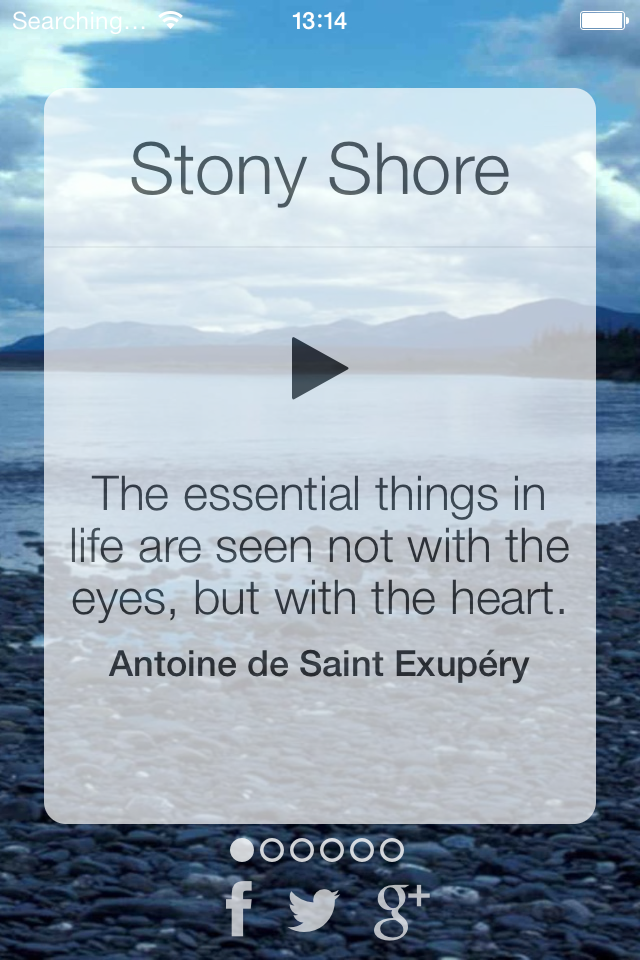 Searching... 13:14
Stony Shore
The essential things in
life are seen not with the
eyes, but with the heart.
Antoine de Saint Exupéry
f g+